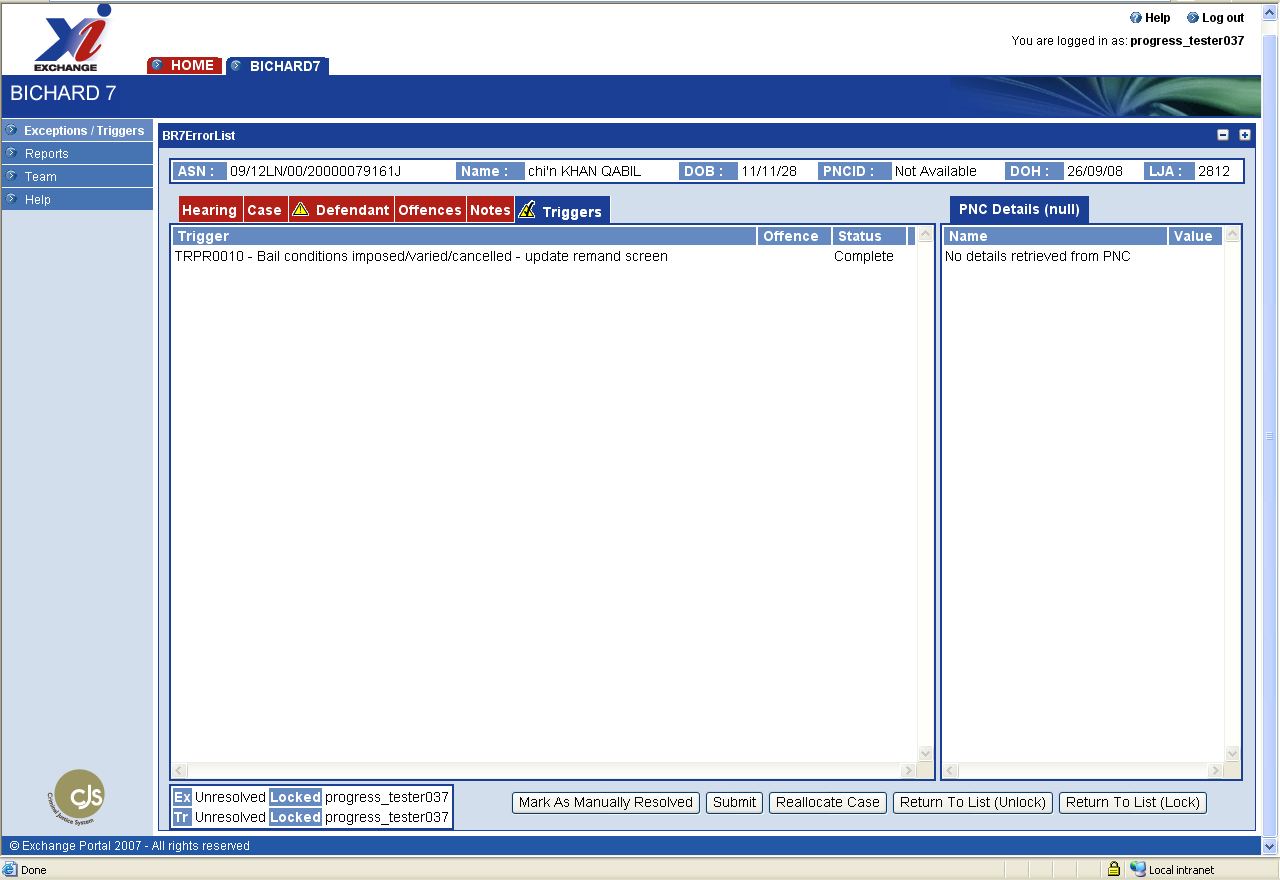 Help Log out
EXCHANGE
You are logged in as: progress_tester037
HOME BICHARD7
BICHARD 7
Exceptions / Triggers
Reports
Team
Help
BR7ErrorList
ASN : 09/12LN/00/20000079161J Name : chi'n KHAN QABIL DOB : 11/11/28 PNCID : Not Available DOH : 26/09/08 LJA : 2812
Hearing Case Defendant Offences Notes Triggers PNC Details (null)
Trigger Offence Status Name Value
TRPR0010 - Bail conditions imposed/varied/cancelled - update remand screen Complete No details retrieved from PNC
cjs
Criminal Justice System
Ex Unresolved Locked progress_tester037
Tr Unresolved Locked progress_tester037
Mark As Manually Resolved Submit Reallocate Case Return To List (Unlock) Return To List (Lock)
© Exchange Portal 2007 - All rights reserved
Done Local intranet